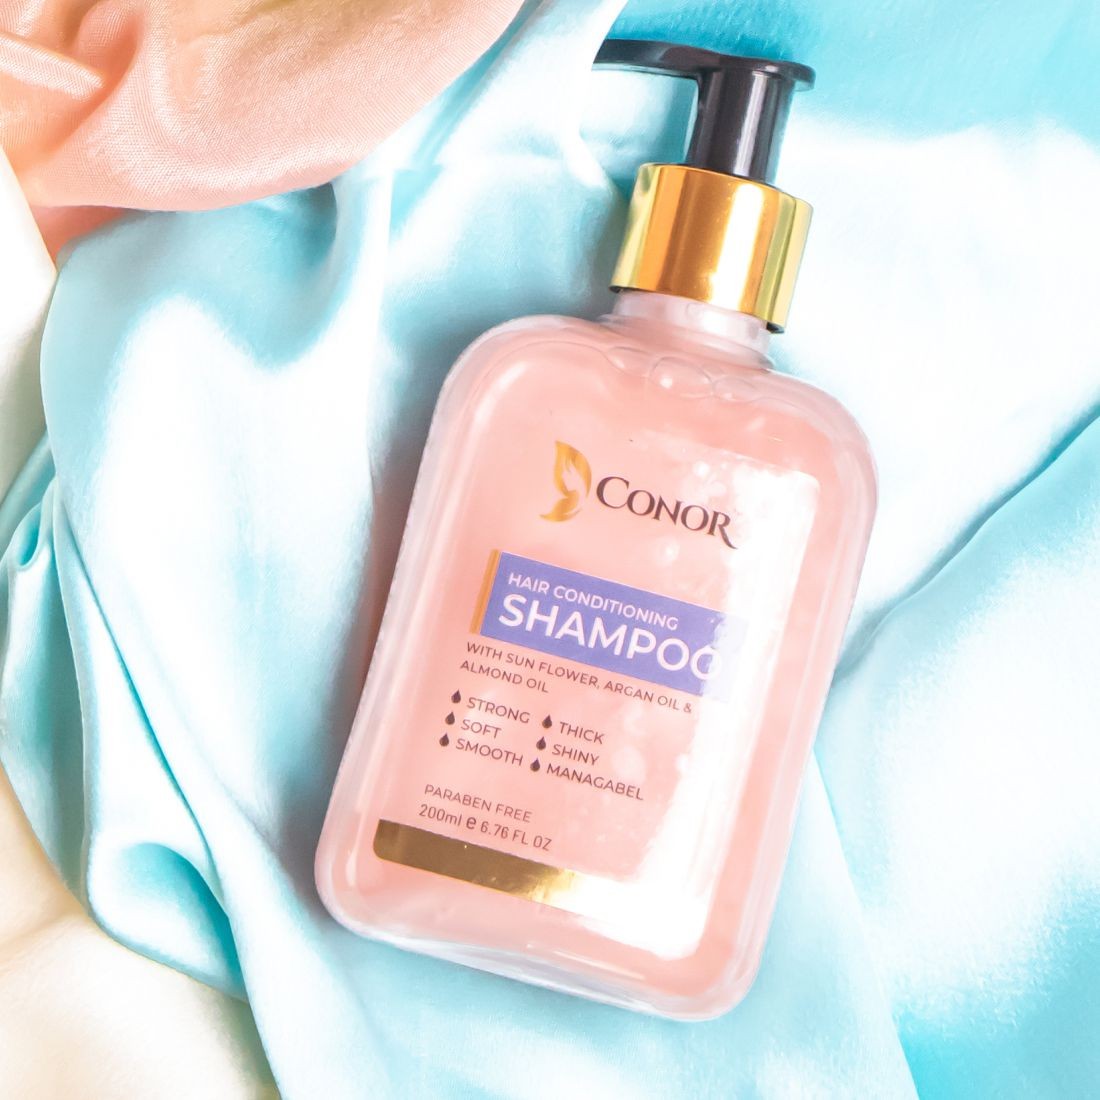 CONOR
HAIR CONDITIONING
SHAMPOO
WITH SUN FLOWER, ARGAN OIL &
ALMOND OIL
STRONG THICK
SOFT SHINY
SMOOTH MANAGABEL
PARABEN FREE
200ml e 6.76 FL OZ